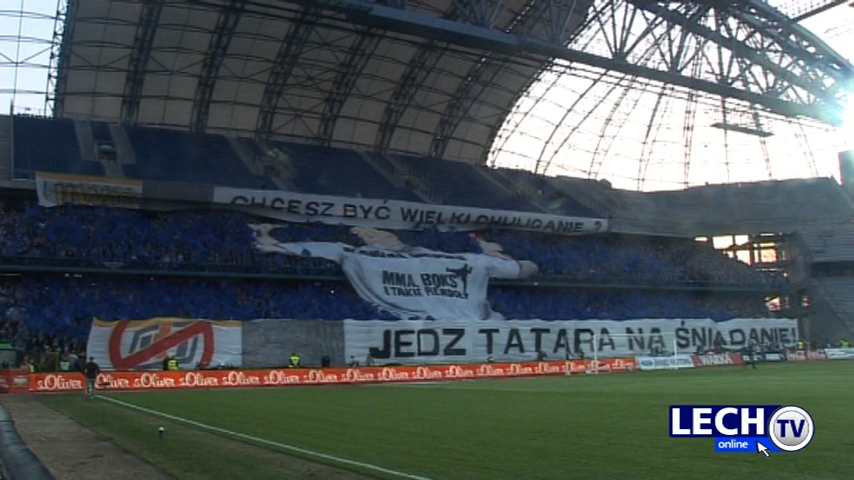 CHCESZ BYĆ WIELKI CHULIGANIE ?
MMA, BOKS
I TAKIE PIERDOŁY
JEDZ TATARA NA ŚNIADANIE!
s.Oliver s.Oliver s.Oliver s.Oliver s.Oliver s.Oliver s.Oliver s.Oliver s.Oliver s.Oliver
WARKA
LECH TV
online